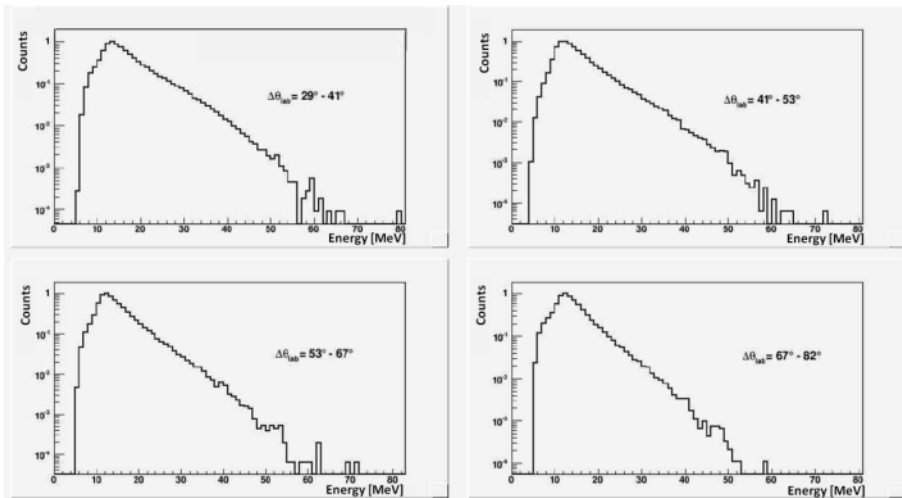 Counts
1
10^-1
10^-2
10^-3
10^-4
Δθlab= 29° - 41°
0 10 20 30 40 50 60 70 80
Energy [MeV]
Counts
1
10^-1
10^-2
10^-3
10^-4
Δθlab= 41° - 53°
0 10 20 30 40 50 60 70 80
Energy [MeV]
Counts
1
10^-1
10^-2
10^-3
10^-4
Δθlab= 53° - 67°
0 10 20 30 40 50 60 70 80
Energy [MeV]
Counts
1
10^-1
10^-2
10^-3
10^-4
Δθlab= 67° - 82°
0 10 20 30 40 50 60 70 80
Energy [MeV]